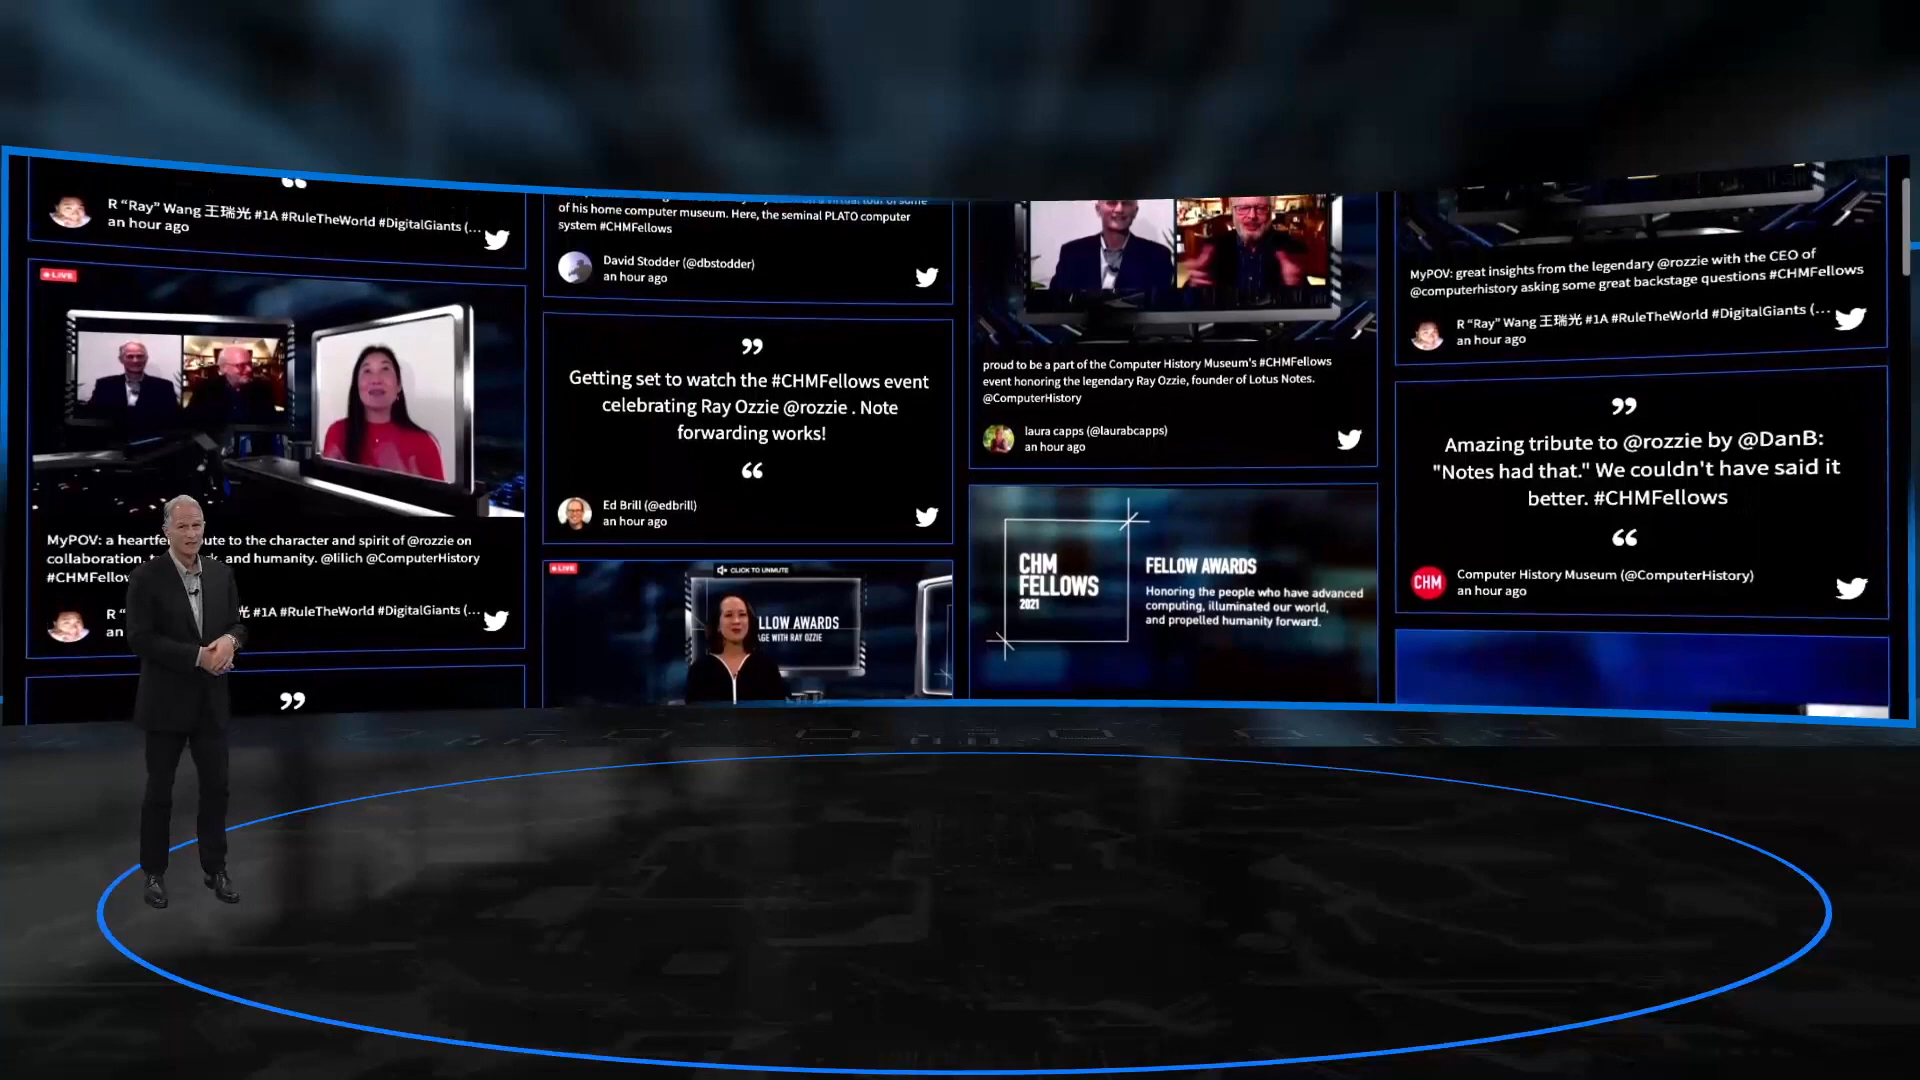 R “Ray” Wang 王瑞光 #1A #RuleTheWorld #DigitalGiants (...
an hour ago
LIVE
MyPOV: a heartfe ute to the character and spirit of @rozzie on
collaboration, and humanity. @lilich @ComputerHistory
#CHMFellow
R “ #1A #RuleTheWorld #DigitalGiants (...
an
”
of his home computer museum. Here, the seminal PLATO computer
system #CHMFellows
David Stodder (@dbstodder)
an hour ago
”
Getting set to watch the #CHMFellows event
celebrating Ray Ozzie @rozzie . Note
forwarding works!
“
Ed Brill (@edbrill)
an hour ago
LIVE
CLICK TO UNMUTE
LLOW AWARDS
AGE WITH RAY OZZIE
proud to be a part of the Computer History Museum's #CHMFellows
event honoring the legendary Ray Ozzie, founder of Lotus Notes.
@ComputerHistory
laura capps (@laurabcapps)
an hour ago
CHM
FELLOWS
2021
FELLOW AWARDS
Honoring the people who have advanced
computing, illuminated our world,
and propelled humanity forward.
MyPOV: great insights from the legendary @rozzie with the CEO of
@computerhistory asking some great backstage questions #CHMFellows
R “Ray” Wang 王瑞光 #1A #RuleTheWorld #DigitalGiants (...
an hour ago
”
Amazing tribute to @rozzie by @DanB:
"Notes had that." We couldn't have said it
better. #CHMFellows
“
CHM
Computer History Museum (@ComputerHistory)
an hour ago